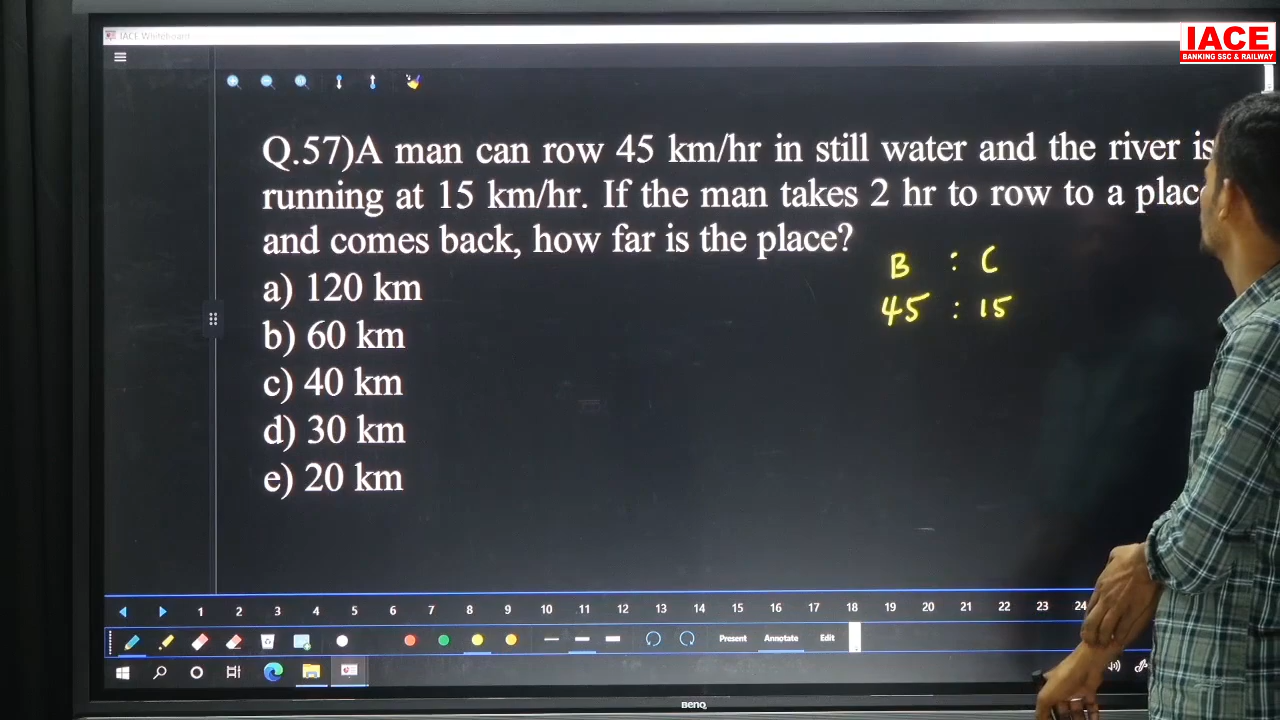 IACE Whiteboard
IACE
BANKING SSC & RAILWAY
Q.57)A man can row 45 km/hr in still water and the river is
running at 15 km/hr. If the man takes 2 hr to row to a place
and comes back, how far is the place?
B : C
45 : 15
a) 120 km
b) 60 km
c) 40 km
d) 30 km
e) 20 km
1 2 3 4 5 6 7 8 9 10 11 12 13 14 15 16 17 18 19 20 21 22 23 24
Present Annotate Edit
BenQ